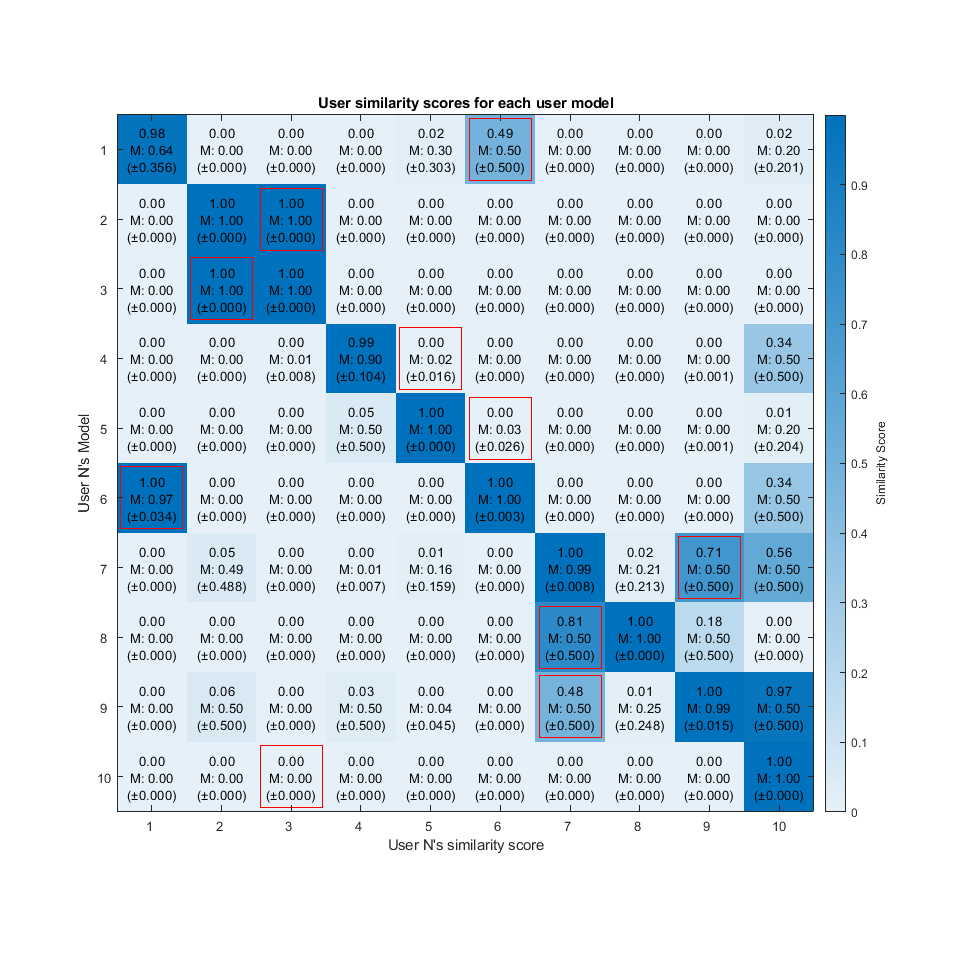 User similarity scores for each user model
0.98 0.00 0.00 0.00 0.02 0.49 0.00 0.00 0.00 0.02
1 M: 0.64 M: 0.00 M: 0.00 M: 0.00 M: 0.30 M: 0.50 M: 0.00 M: 0.00 M: 0.00 M: 0.20
(±0.356) (±0.000) (±0.000) (±0.000) (±0.303) (±0.500) (±0.000) (±0.000) (±0.000) (±0.201)
0.00 1.00 1.00 0.00 0.00 0.00 0.00 0.00 0.00 0.00
2 M: 0.00 M: 1.00 M: 1.00 M: 0.00 M: 0.00 M: 0.00 M: 0.00 M: 0.00 M: 0.00 M: 0.00
(±0.000) (±0.000) (±0.000) (±0.000) (±0.000) (±0.000) (±0.000) (±0.000) (±0.000) (±0.000)
0.00 1.00 1.00 0.00 0.00 0.00 0.00 0.00 0.00 0.00
3 M: 0.00 M: 1.00 M: 1.00 M: 0.00 M: 0.00 M: 0.00 M: 0.00 M: 0.00 M: 0.00 M: 0.00
(±0.000) (±0.000) (±0.000) (±0.000) (±0.000) (±0.000) (±0.000) (±0.000) (±0.000) (±0.000)
0.00 0.00 0.00 0.99 0.00 0.00 0.00 0.00 0.00 0.34
4 M: 0.00 M: 0.00 M: 0.01 M: 0.90 M: 0.02 M: 0.00 M: 0.00 M: 0.00 M: 0.00 M: 0.50
(±0.000) (±0.000) (±0.008) (±0.104) (±0.016) (±0.000) (±0.000) (±0.000) (±0.001) (±0.500)
0.00 0.00 0.00 0.05 1.00 0.00 0.00 0.00 0.00 0.01
5 M: 0.00 M: 0.00 M: 0.00 M: 0.50 M: 1.00 M: 0.03 M: 0.00 M: 0.00 M: 0.00 M: 0.20
(±0.000) (±0.000) (±0.000) (±0.500) (±0.000) (±0.026) (±0.000) (±0.000) (±0.001) (±0.204)
1.00 0.00 0.00 0.00 0.00 1.00 0.00 0.00 0.00 0.34
6 M: 0.97 M: 0.00 M: 0.00 M: 0.00 M: 0.00 M: 1.00 M: 0.00 M: 0.00 M: 0.00 M: 0.50
(±0.034) (±0.000) (±0.000) (±0.000) (±0.000) (±0.003) (±0.000) (±0.000) (±0.000) (±0.500)
0.00 0.05 0.00 0.00 0.01 0.00 1.00 0.02 0.71 0.56
7 M: 0.00 M: 0.49 M: 0.00 M: 0.01 M: 0.16 M: 0.00 M: 0.99 M: 0.21 M: 0.50 M: 0.50
(±0.000) (±0.488) (±0.000) (±0.007) (±0.159) (±0.000) (±0.008) (±0.213) (±0.500) (±0.500)
0.00 0.00 0.00 0.00 0.00 0.00 0.81 1.00 0.18 0.00
8 M: 0.00 M: 0.00 M: 0.00 M: 0.00 M: 0.00 M: 0.00 M: 0.50 M: 1.00 M: 0.50 M: 0.00
(±0.000) (±0.000) (±0.000) (±0.000) (±0.000) (±0.000) (±0.500) (±0.000) (±0.500) (±0.000)
0.00 0.06 0.00 0.03 0.00 0.00 0.48 0.01 1.00 0.97
9 M: 0.00 M: 0.50 M: 0.00 M: 0.50 M: 0.04 M: 0.00 M: 0.50 M: 0.25 M: 0.99 M: 0.50
(±0.000) (±0.500) (±0.000) (±0.500) (±0.045) (±0.000) (±0.500) (±0.248) (±0.015) (±0.500)
0.00 0.00 0.00 0.00 0.00 0.00 0.00 0.00 0.00 1.00
10 M: 0.00 M: 0.00 M: 0.00 M: 0.00 M: 0.00 M: 0.00 M: 0.00 M: 0.00 M: 0.00 M: 1.00
(±0.000) (±0.000) (±0.000) (±0.000) (±0.000) (±0.000) (±0.000) (±0.000) (±0.000) (±0.000)
1 2 3 4 5 6 7 8 9 10
User N's similarity score
User N's Model
0.9
0.8
0.7
0.6
0.5
0.4
0.3
0.2
0.1
0
Similarity Score